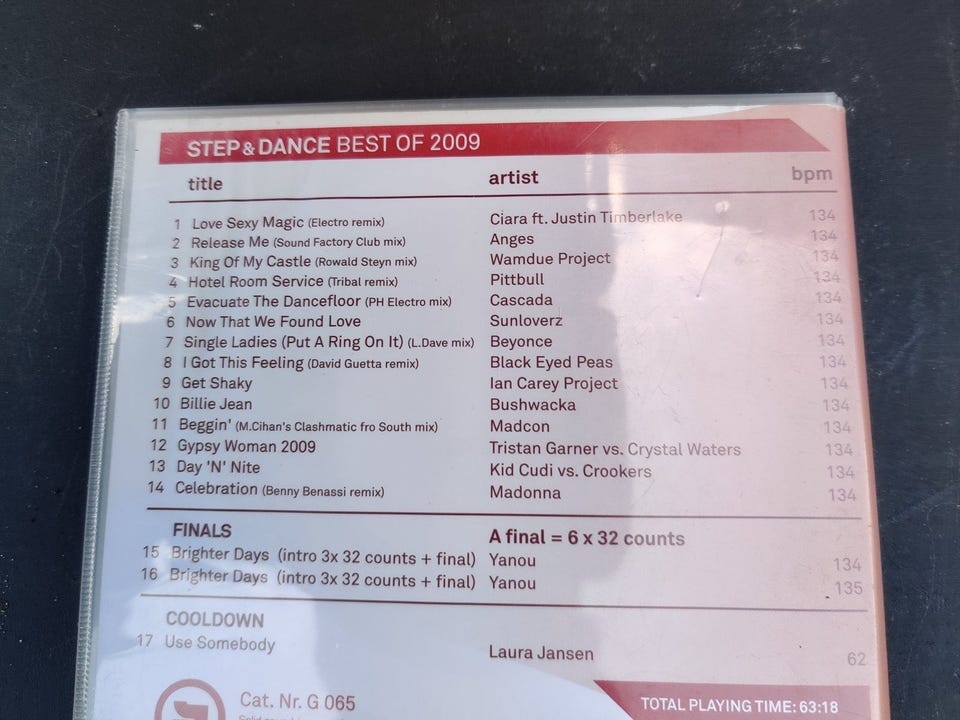 STEP & DANCE BEST OF 2009
title artist bpm
1 Love Sexy Magic (Electro remix) Ciara ft. Justin Timberlake 134
2 Release Me (Sound Factory Club mix) Anges 134
3 King Of My Castle (Rowald Steyn mix) Wamdue Project 134
4 Hotel Room Service (Tribal remix) Pittbull 134
5 Evacuate The Dancefloor (PH Electro mix) Cascada 134
6 Now That We Found Love Sunloverz 134
7 Single Ladies (Put A Ring On It) (L.Dave mix) Beyonce 134
8 I Got This Feeling (David Guetta remix) Black Eyed Peas 134
9 Get Shaky Ian Carey Project 134
10 Billie Jean Bushwacka 134
11 Beggin' (M.Cihan's Clashmatic fro South mix) Madcon 134
12 Gypsy Woman 2009 Tristan Garner vs. Crystal Waters 134
13 Day 'N' Nite Kid Cudi vs. Crookers 134
14 Celebration (Benny Benassi remix) Madonna 134
FINALS A final = 6 x 32 counts
15 Brighter Days (intro 3x 32 counts + final) Yanou 134
16 Brighter Days (intro 3x 32 counts + final) Yanou 135
COOLDOWN
17 Use Somebody Laura Jansen 62
Cat. Nr. G 065
TOTAL PLAYING TIME: 63:18